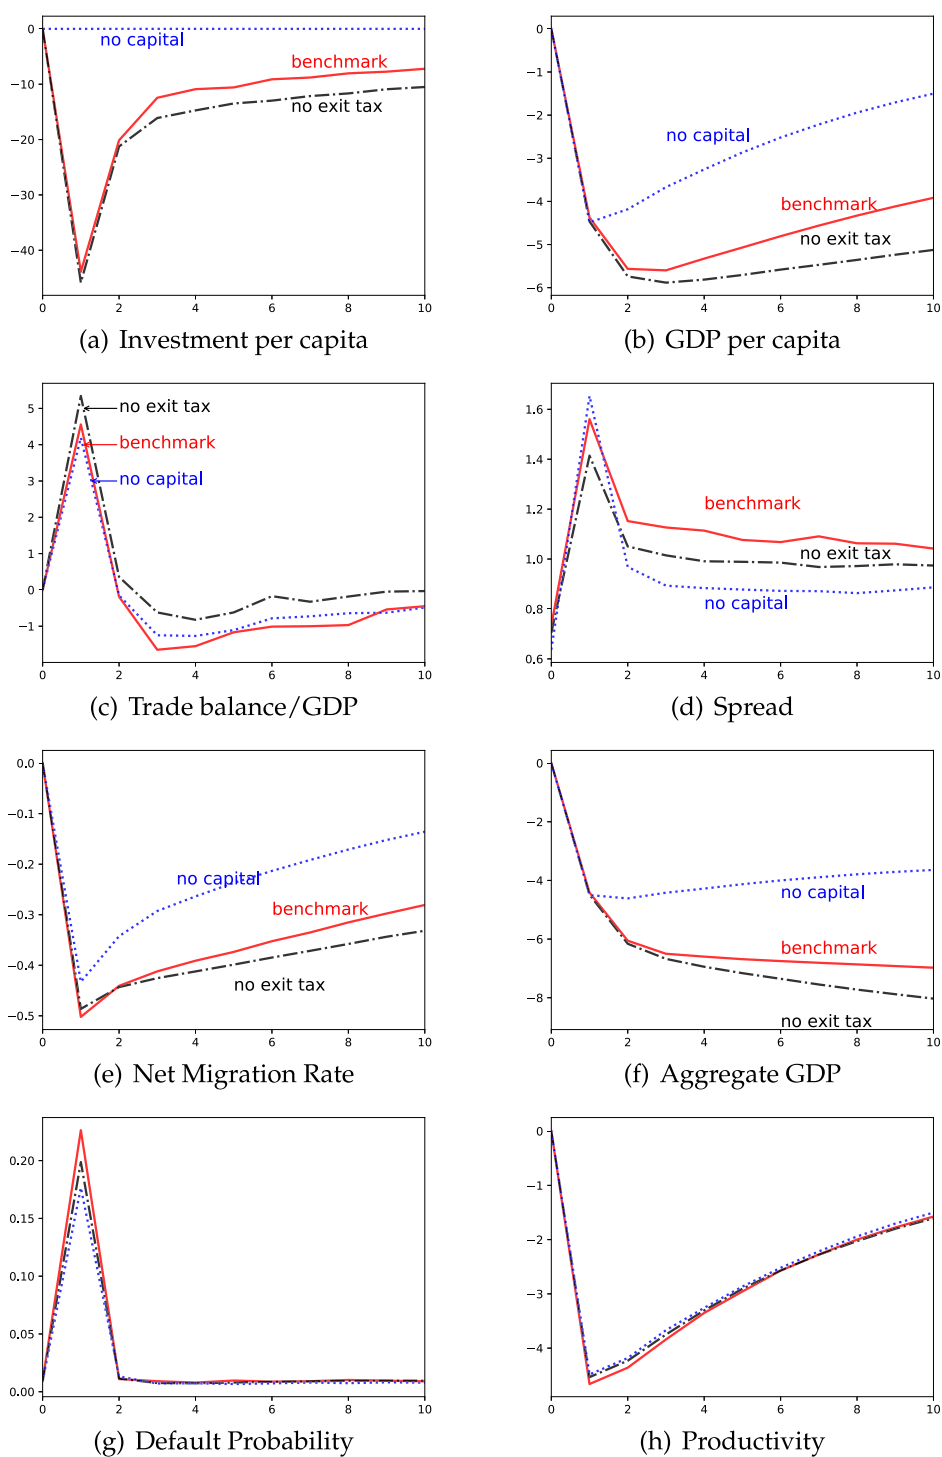 0
−10
−20
−30
−40
no capital
benchmark
no exit tax
0 2 4 6 8 10
(a) Investment per capita
0
−1
−2
−3
−4
−5
−6
no capital
benchmark
no exit tax
0 2 4 6 8 10
(b) GDP per capita
5
4
3
2
1
0
−1
no exit tax
benchmark
no capital
0 2 4 6 8 10
(c) Trade balance/GDP
1.6
1.4
1.2
1.0
0.8
0.6
benchmark
no exit tax
no capital
0 2 4 6 8 10
(d) Spread
0.0
−0.1
−0.2
−0.3
−0.4
−0.5
no capital
benchmark
no exit tax
0 2 4 6 8 10
(e) Net Migration Rate
0
−2
−4
−6
−8
no capital
benchmark
no exit tax
0 2 4 6 8 10
(f) Aggregate GDP
0.20
0.15
0.10
0.05
0.00
0 2 4 6 8 10
(g) Default Probability
0
−1
−2
−3
−4
0 2 4 6 8 10
(h) Productivity